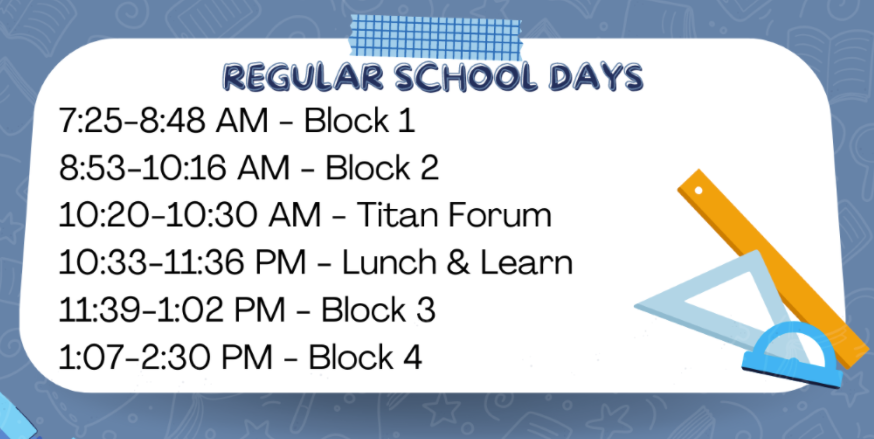 REGULAR SCHOOL DAYS
7:25-8:48 AM - Block 1
8:53-10:16 AM - Block 2
10:20-10:30 AM - Titan Forum
10:33-11:36 PM - Lunch & Learn
11:39-1:02 PM - Block 3
1:07-2:30 PM - Block 4